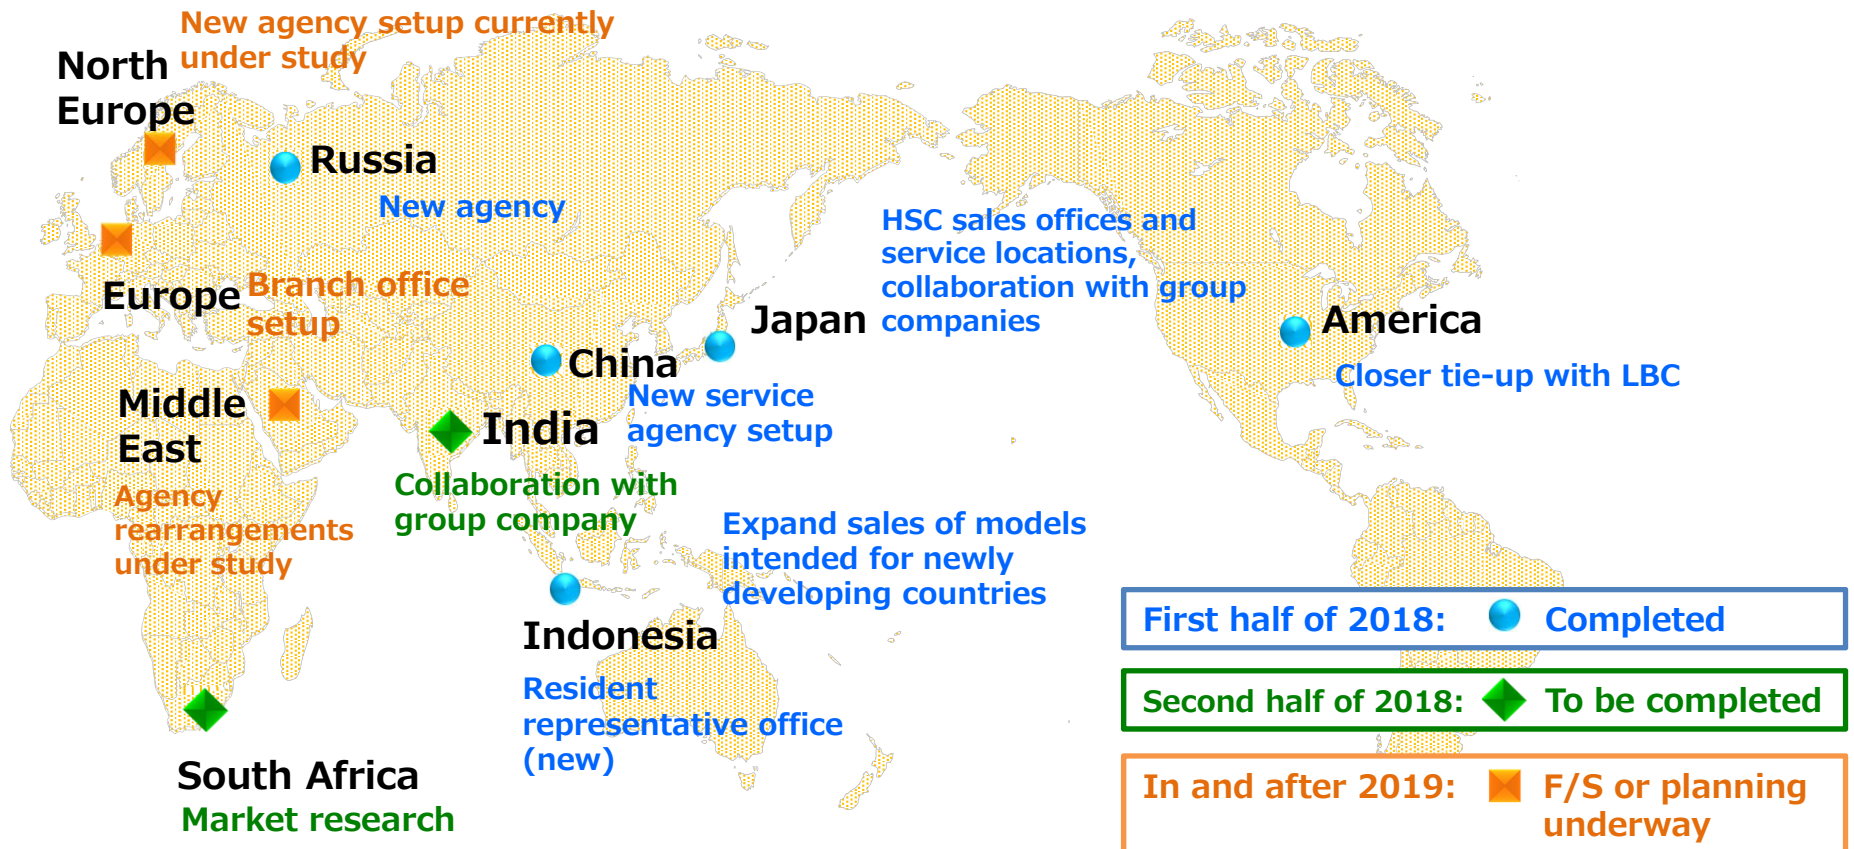 New agency setup currently
under study
North
Europe
Russia
New agency
Europe
Branch office
setup
HSC sales offices and
service locations,
collaboration with group
companies
Japan
America
Closer tie-up with LBC
China
New service
agency setup
Middle
East
Agency
rearrangements
under study
India
Collaboration with
group company
Expand sales of models
intended for newly
developing countries
Indonesia
Resident
representative office
(new)
South Africa
Market research
First half of 2018: Completed
Second half of 2018: To be completed
In and after 2019: F/S or planning
underway